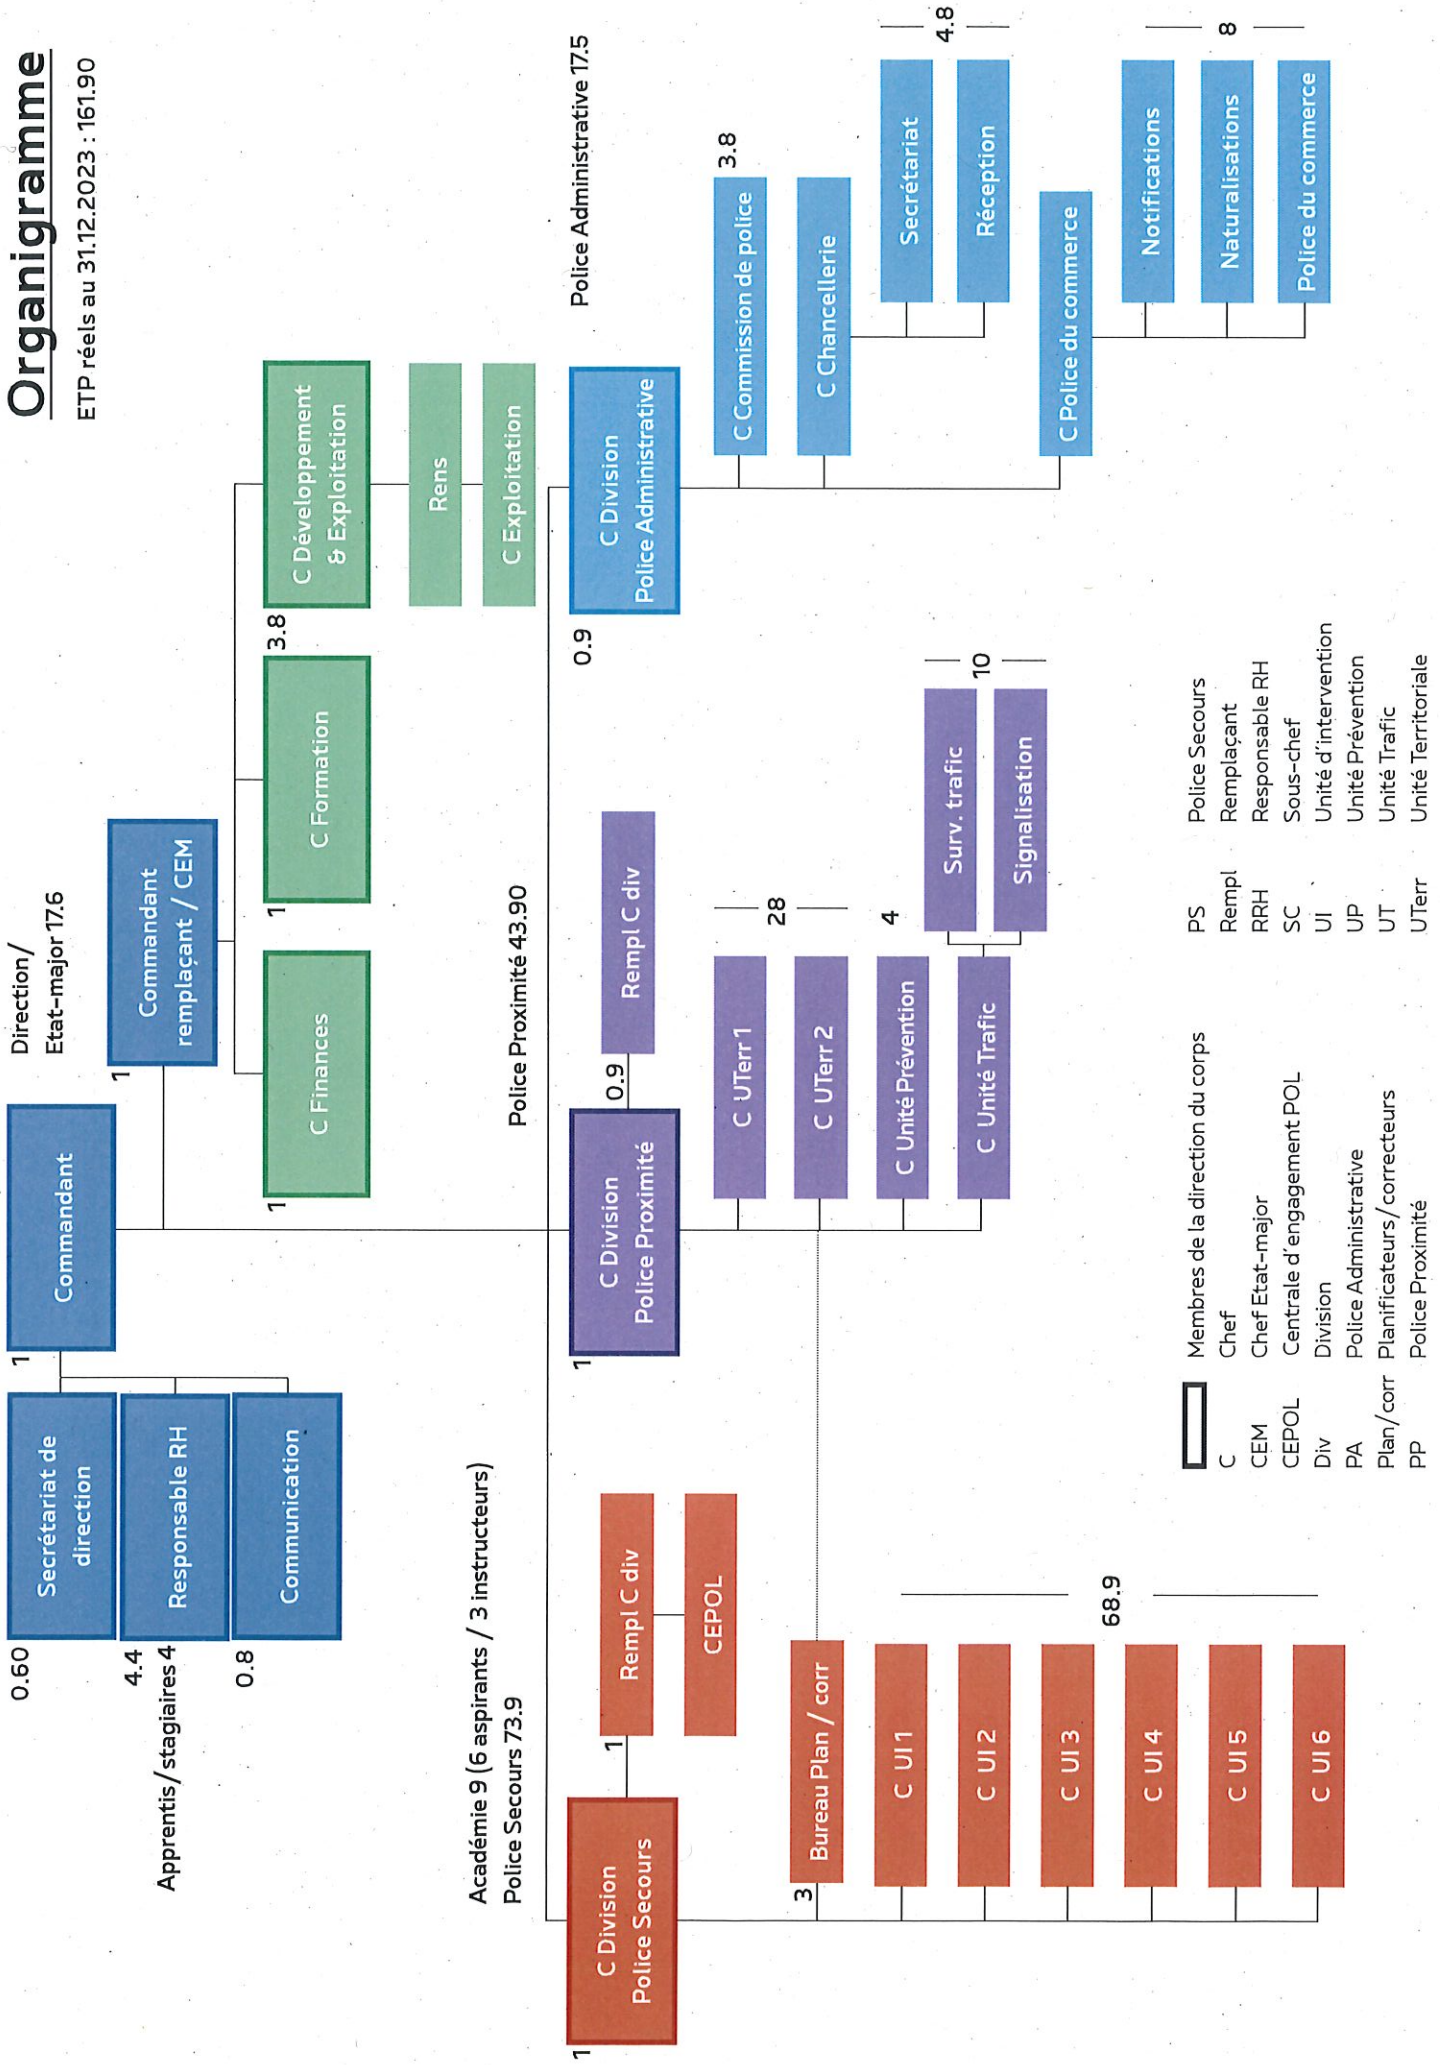 Organigramme
ETP réels au 31.12.2023 : 161.90
Direction/
Etat-major 17.6
1
Commandant
0.60
Secrétariat de
direction
4.4
Responsable RH
Apprentis/stagiaires 4
0.8
Communication
1
Commandant
remplaçant / CEM
1
C Finances
1
C Formation
3.8
C Développement
& Exploitation
Rens
C Exploitation
Académie 9 (6 aspirants / 3 instructeurs)
Police Secours 73.9
1
C Division
Police Secours
1
Rempl C div
CEPOL
3
Bureau Plan / corr
C UI 1
C UI 2
C UI 3
C UI 4
C UI 5
C UI 6
68.9
Police Proximité 43.90
1
C Division
Police Proximité
0.9
Rempl C div
C UTerr 1
C UTerr 2
28
C Unité Prévention
4
C Unité Trafic
Surv. trafic
Signalisation
10
Police Administrative 17.5
0.9
C Division
Police Administrative
C Commission de police
3.8
C Chancellerie
Secrétariat
Réception
4.8
C Police du commerce
Notifications
Naturalisations
Police du commerce
8
Membres de la direction du corps
C Chef
CEM Chef Etat-major
CEPOL Centrale d'engagement POL
Div Division
PA Police Administrative
Plan/corr Planificateurs/correcteurs
PP Police Proximité
PS Police Secours
Rempl Remplaçant
RRH Responsable RH
SC Sous-chef
UI Unité d'intervention
UP Unité Prévention
UT Unité Trafic
UTerr Unité Territoriale